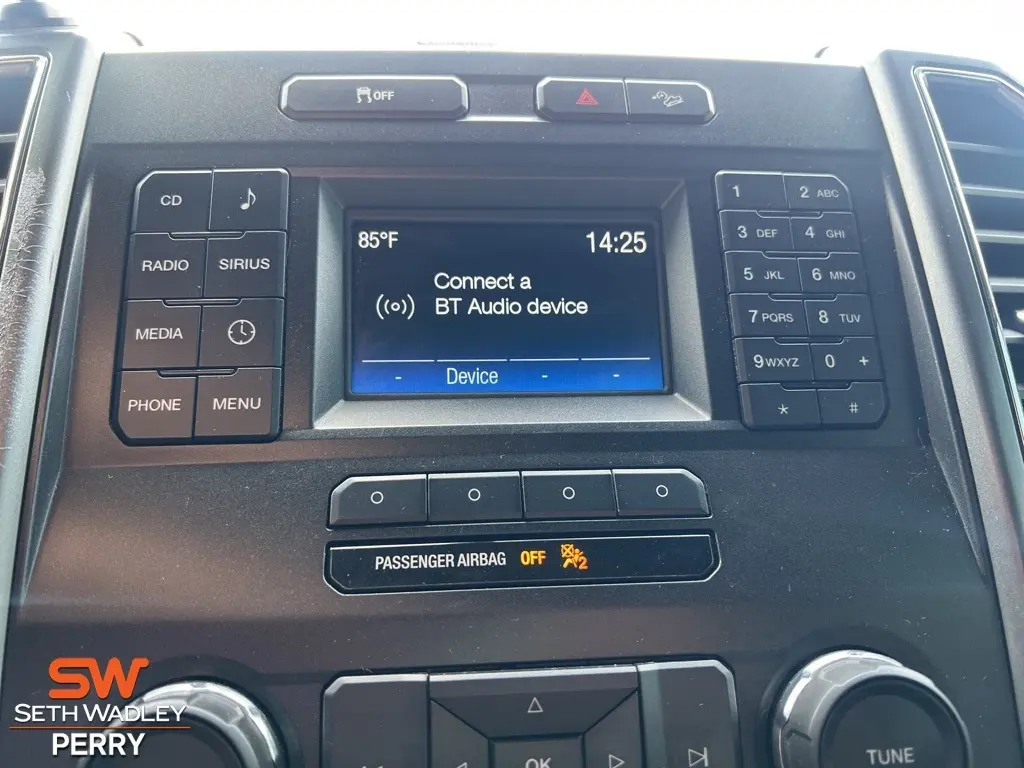 OFF
CD
RADIO SIRIUS
MEDIA
PHONE MENU
85°F 14:25
Connect a
BT Audio device
- Device - -
1 2 ABC
3 DEF 4 GHI
5 JKL 6 MNO
7 PQRS 8 TUV
9 WXYZ 0 +
* #
PASSENGER AIRBAG OFF 2
OK
TUNE
SW
SETH WADLEY
PERRY